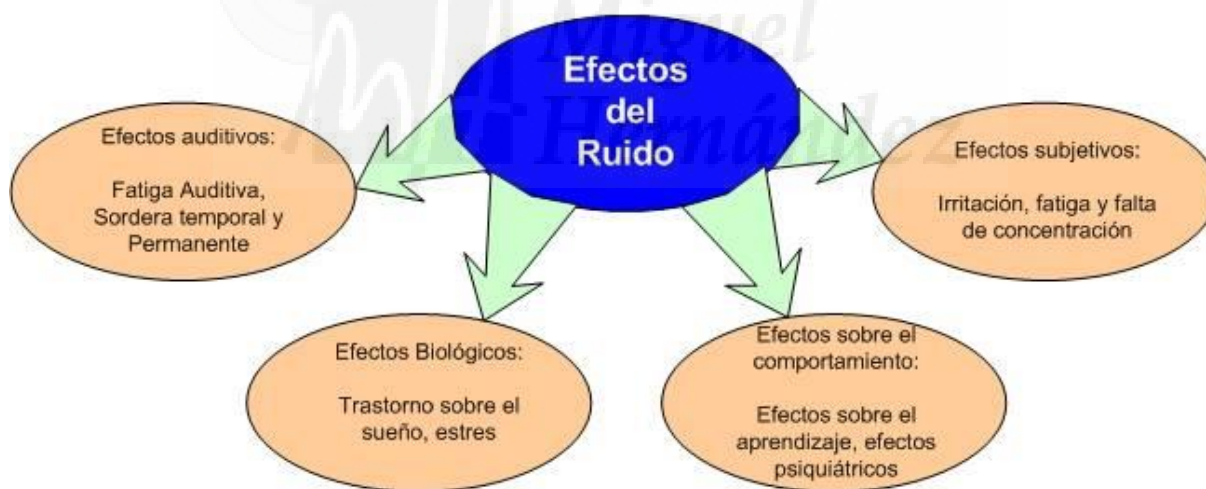 Miguel
Hernández
Efectos
del
Ruido
Efectos auditivos:
Fatiga Auditiva,
Sordera temporal y
Permanente
Efectos Biológicos:
Trastorno sobre el
sueño, estres
Efectos sobre el
comportamiento:
Efectos sobre el
aprendizaje, efectos
psiquiátricos
Efectos subjetivos:
Irritación, fatiga y falta
de concentración